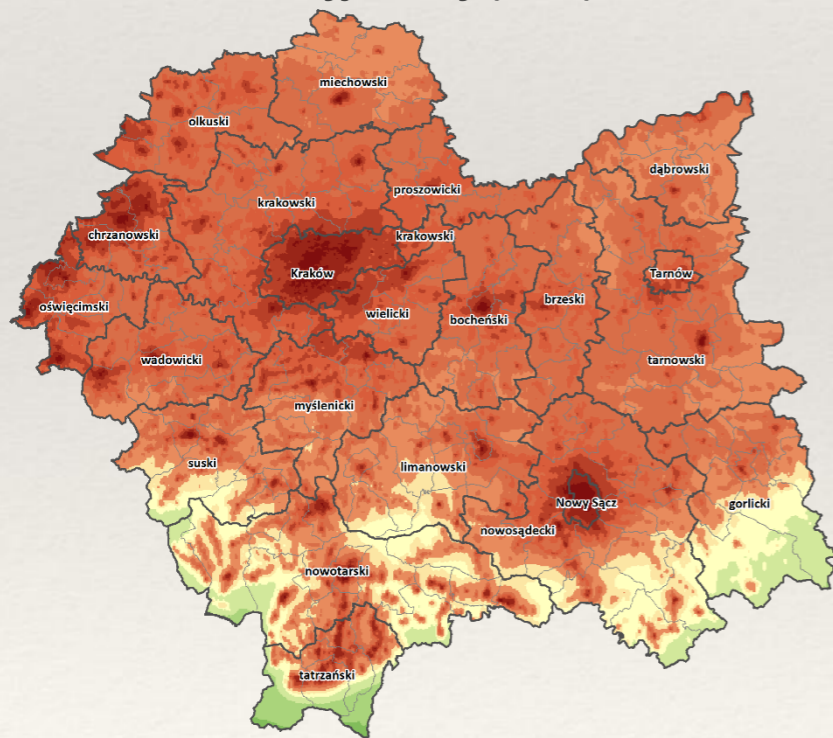 miechowski
olkuski
dąbrowski
proszowicki
krakowski
chrzanowski
krakowski
Kraków
Tarnów
oświęcimski
wielicki
bocheński
brzeski
wadowicki
tarnowski
myślenicki
suski
limanowski
Nowy Sącz
gorlicki
nowosądecki
nowotarski
tatrzański